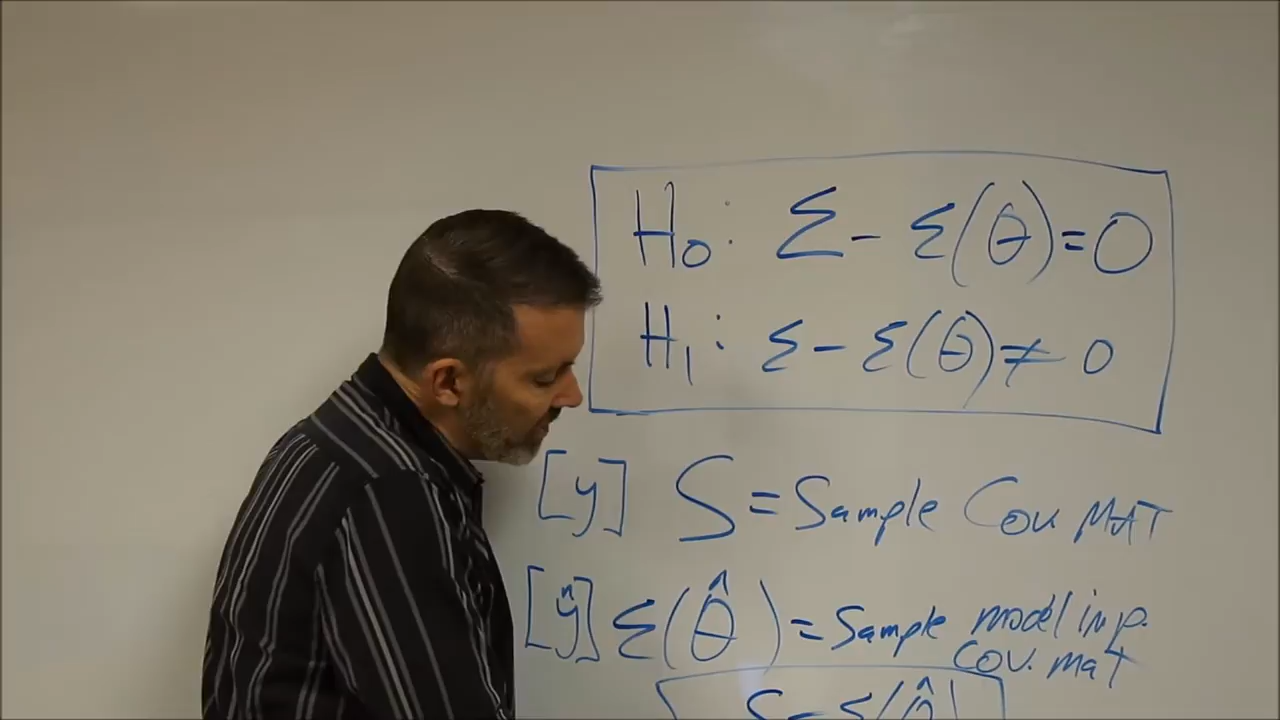 H₀: Σ - Σ(θ) = 0
H₁: Σ - Σ(θ) ≠ 0
[y] S = Sample Cov MAT
[ŷ] Σ(θ̂) = Sample model imp.
COV. mat
S - Σ(θ̂)